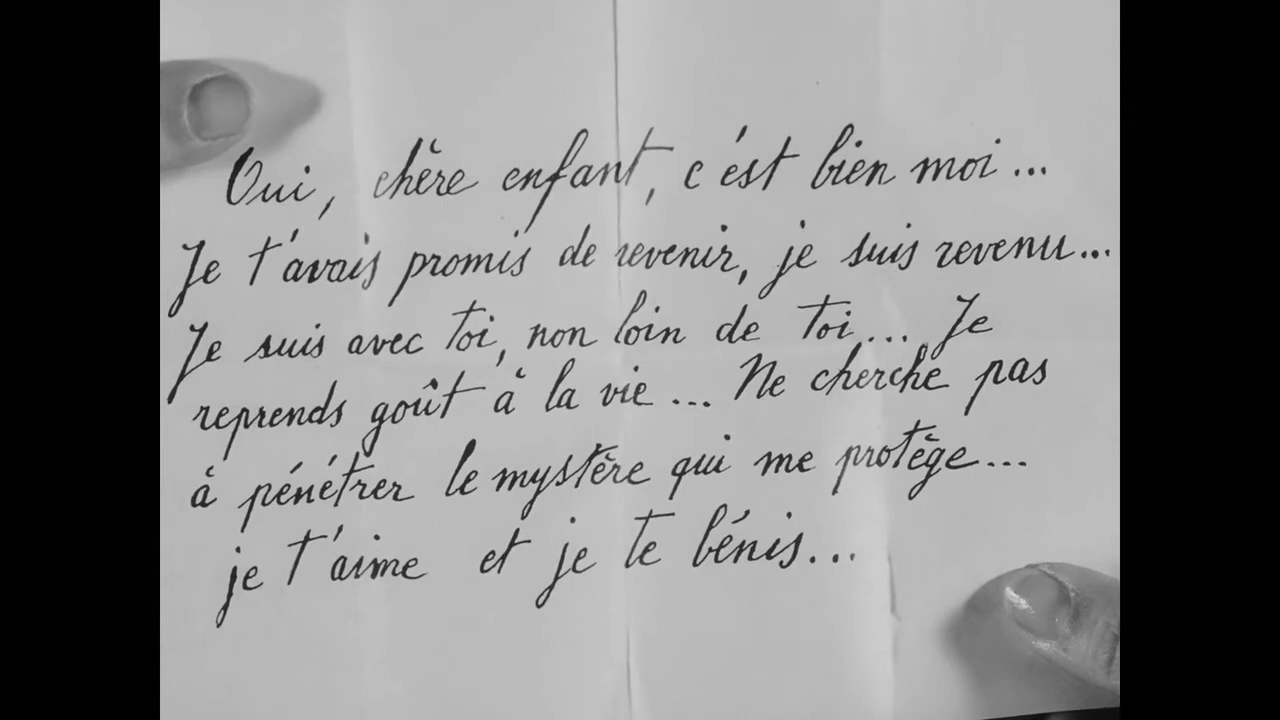 Oui, chère enfant, c'est bien moi...
Je t'avais promis de revenir, je suis revenu...
Je suis avec toi, non loin de toi... Je
reprends goût à la vie... Ne cherche pas
à pénétrer le mystère qui me protège...
je t'aime et je te bénis...